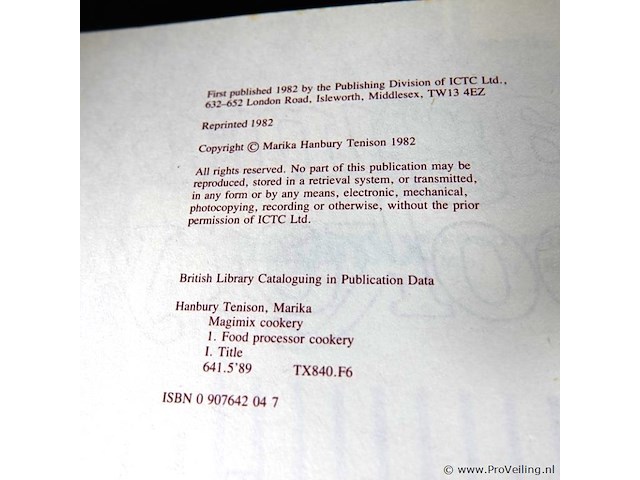 First published 1982 by the Publishing Division of ICTC Ltd.,
632–652 London Road, Isleworth, Middlesex, TW13 4EZ
Reprinted 1982
Copyright © Marika Hanbury Tenison 1982
All rights reserved. No part of this publication may be
reproduced, stored in a retrieval system, or transmitted,
in any form or by any means, electronic, mechanical,
photocopying, recording or otherwise, without the prior
permission of ICTC Ltd.
British Library Cataloguing in Publication Data
Hanbury Tenison, Marika
Magimix cookery
1. Food processor cookery
I. Title
641.5'89 TX840.F6
ISBN 0 907642 04 7
© www.ProVeiling.nl